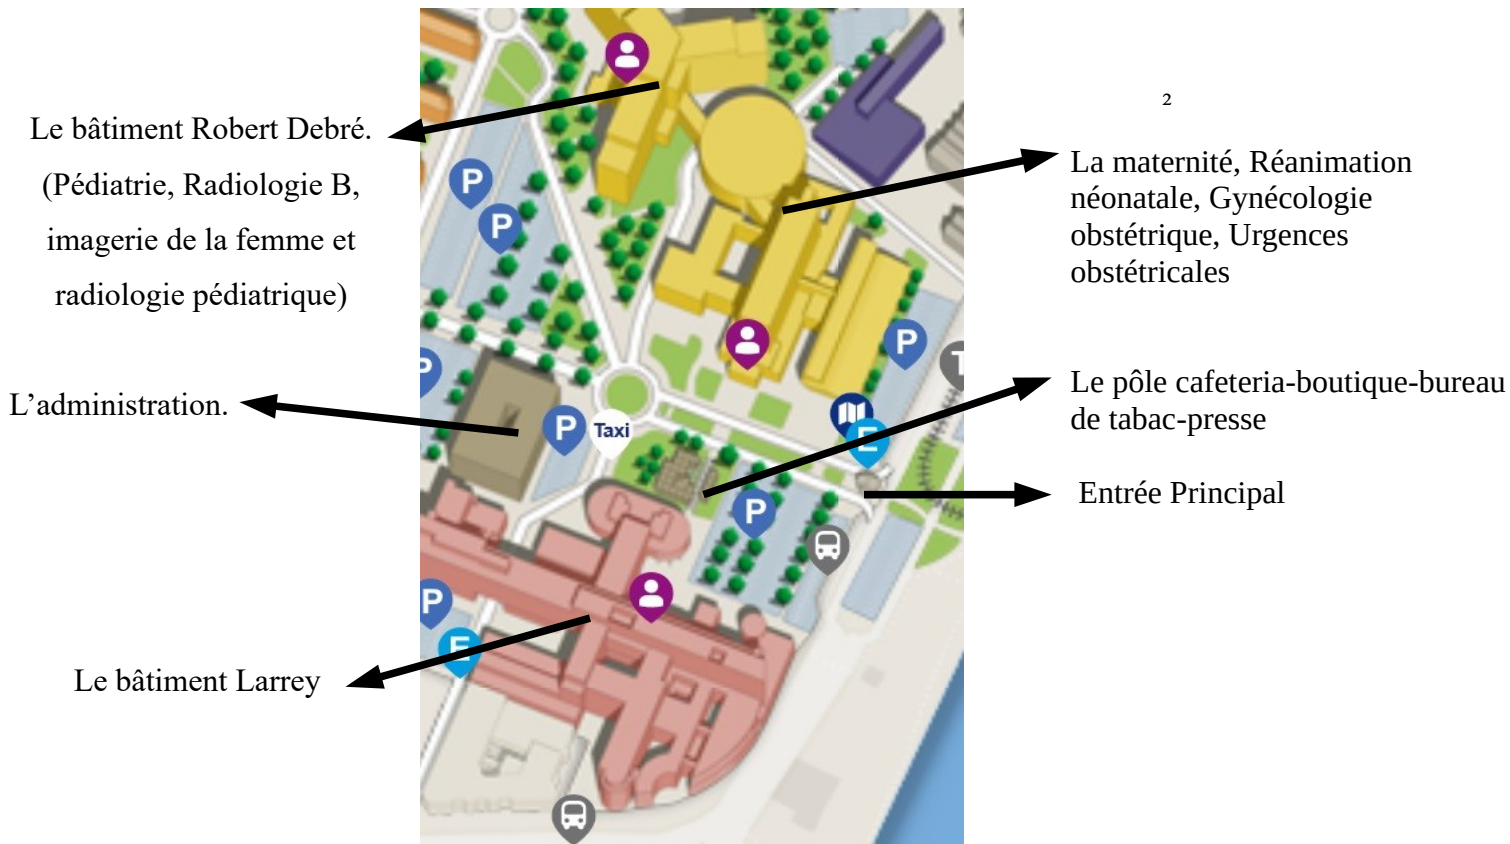 Le bâtiment Robert Debré.
(Pédiatrie, Radiologie B,
imagerie de la femme et
radiologie pédiatrique)
L’administration.
Le bâtiment Larrey
P
P
P
P
Taxi
P
P
E
P
E
T
2
La maternité, Réanimation
néonatale, Gynécologie
obstétrique, Urgences
obstétricales
Le pôle cafeteria-boutique-bureau
de tabac-presse
Entrée Principal